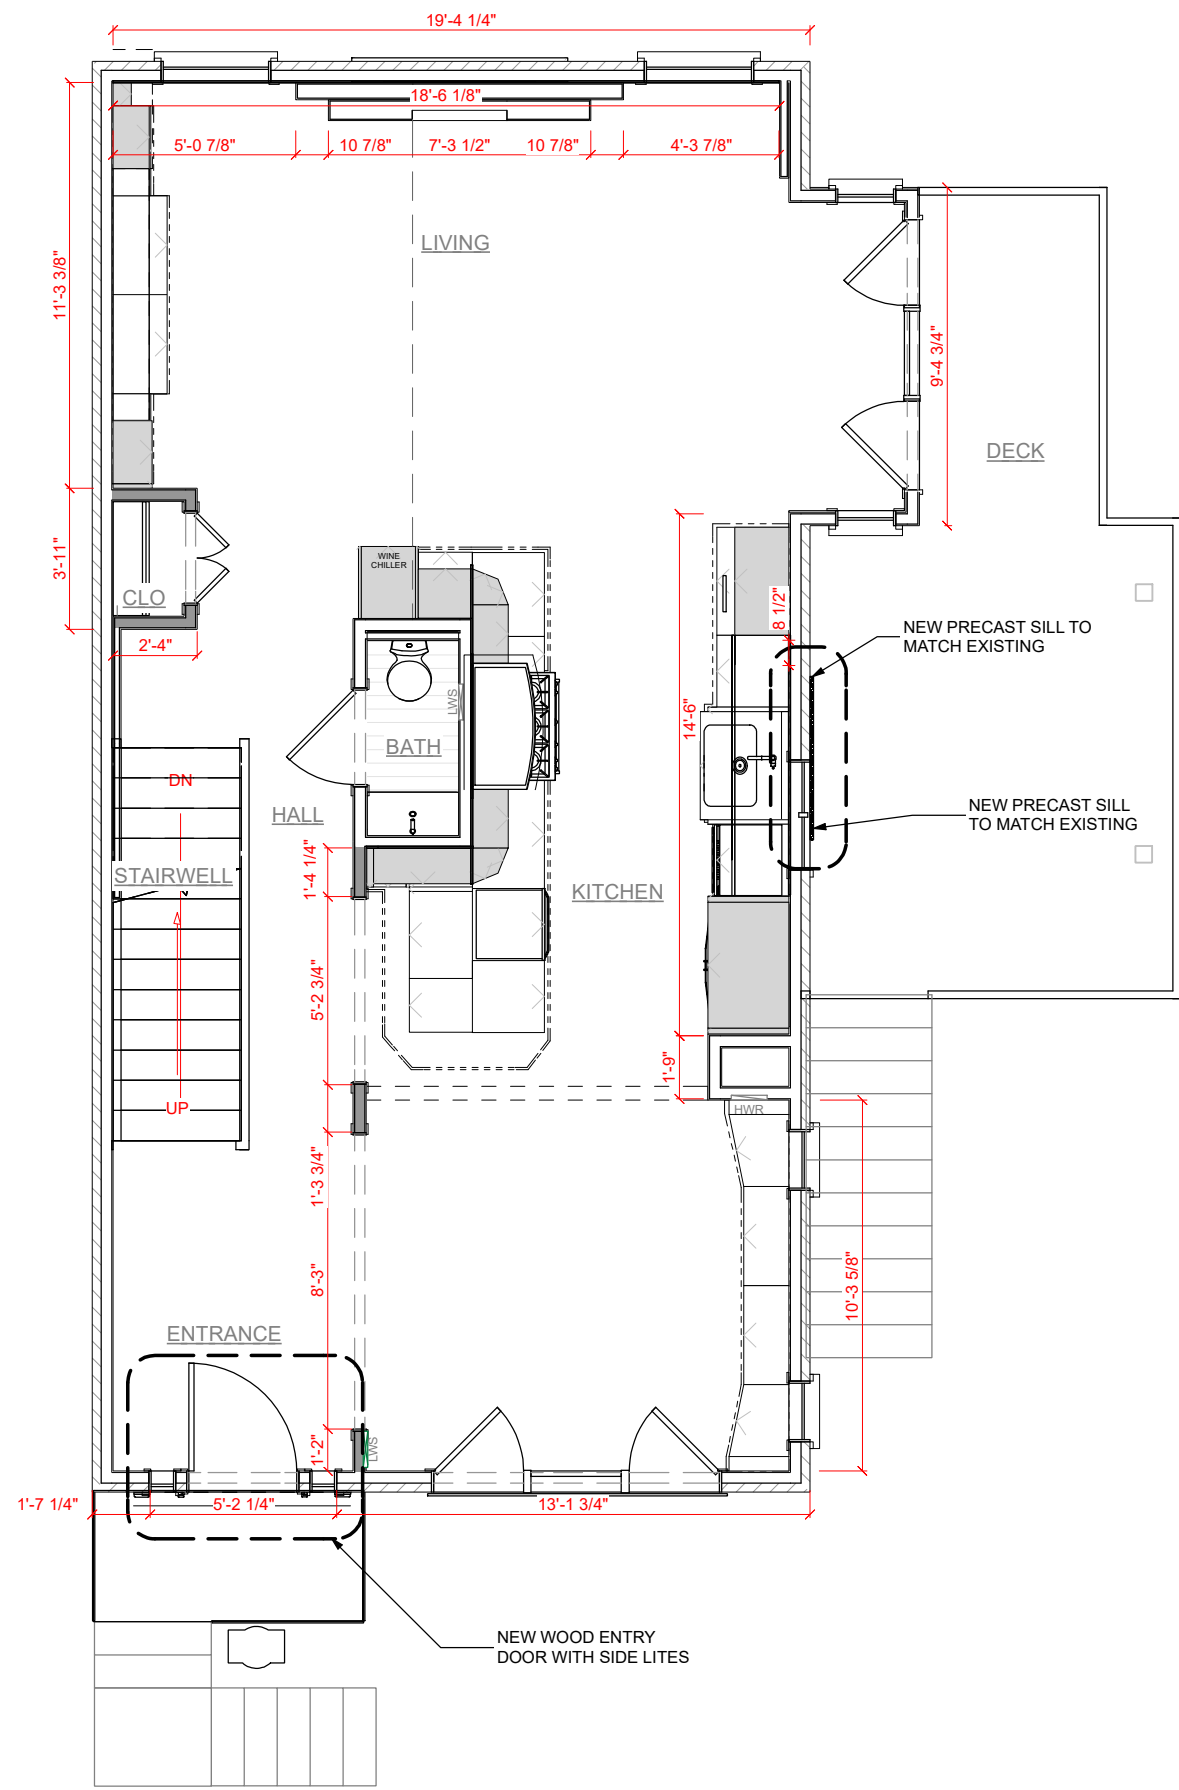 19'-4 1/4"
18'-6 1/8"
5'-0 7/8"
10 7/8"
7'-3 1/2"
10 7/8"
4'-3 7/8"
LIVING
11'-3 3/8"
9'-4 3/4"
DECK
3'-11"
CLO
2'-4"
WINE
CHILLER
8 1/2"
NEW PRECAST SILL TO
MATCH EXISTING
LWS
14'-6"
BATH
DN
HALL
NEW PRECAST SILL
TO MATCH EXISTING
STAIRWELL
1'-4 1/4"
KITCHEN
5'-2 3/4"
1'-9"
UP
HWR
1'-3 3/4"
8'-3"
10'-3 5/8"
ENTRANCE
1'-2"
LWS
1'-7 1/4"
5'-2 1/4"
13'-1 3/4"
NEW WOOD ENTRY
DOOR WITH SIDE LITES